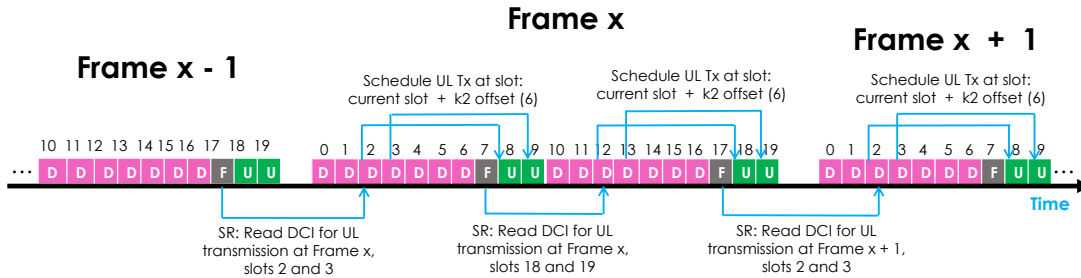 Frame x - 1
Frame x
Frame x + 1
Schedule UL Tx at slot:
current slot + k2 offset (6)
Schedule UL Tx at slot:
current slot + k2 offset (6)
Schedule UL Tx at slot:
current slot + k2 offset (6)
10 11 12 13 14 15 16 17 18 19
0 1 2 3 4 5 6 7 8 9 10 11 12 13 14 15 16 17 18 19
0 1 2 3 4 5 6 7 8 9
... D D D D D D D F U U
D D D D D D D F U U D D D D D D D F U U
D D D D D D D F U U ...
Time
SR: Read DCI for UL
transmission at Frame x,
slots 2 and 3
SR: Read DCI for UL
transmission at Frame x,
slots 18 and 19
SR: Read DCI for UL
transmission at Frame x + 1,
slots 2 and 3